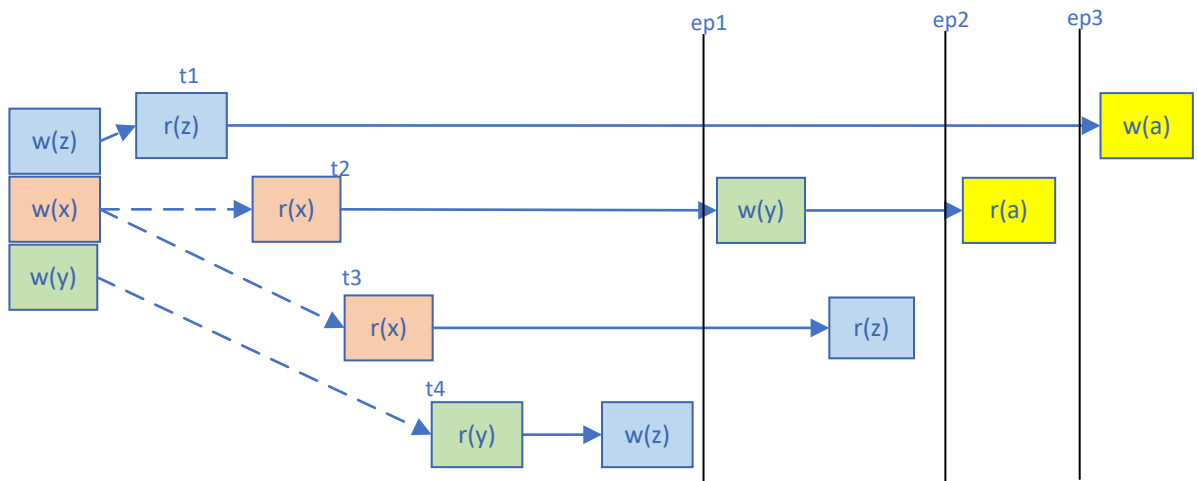 ep1
ep2
ep3
t1
w(z)
r(z)
w(a)
t2
w(x)
r(x)
w(y)
r(a)
w(y)
t3
r(x)
r(z)
t4
r(y)
w(z)